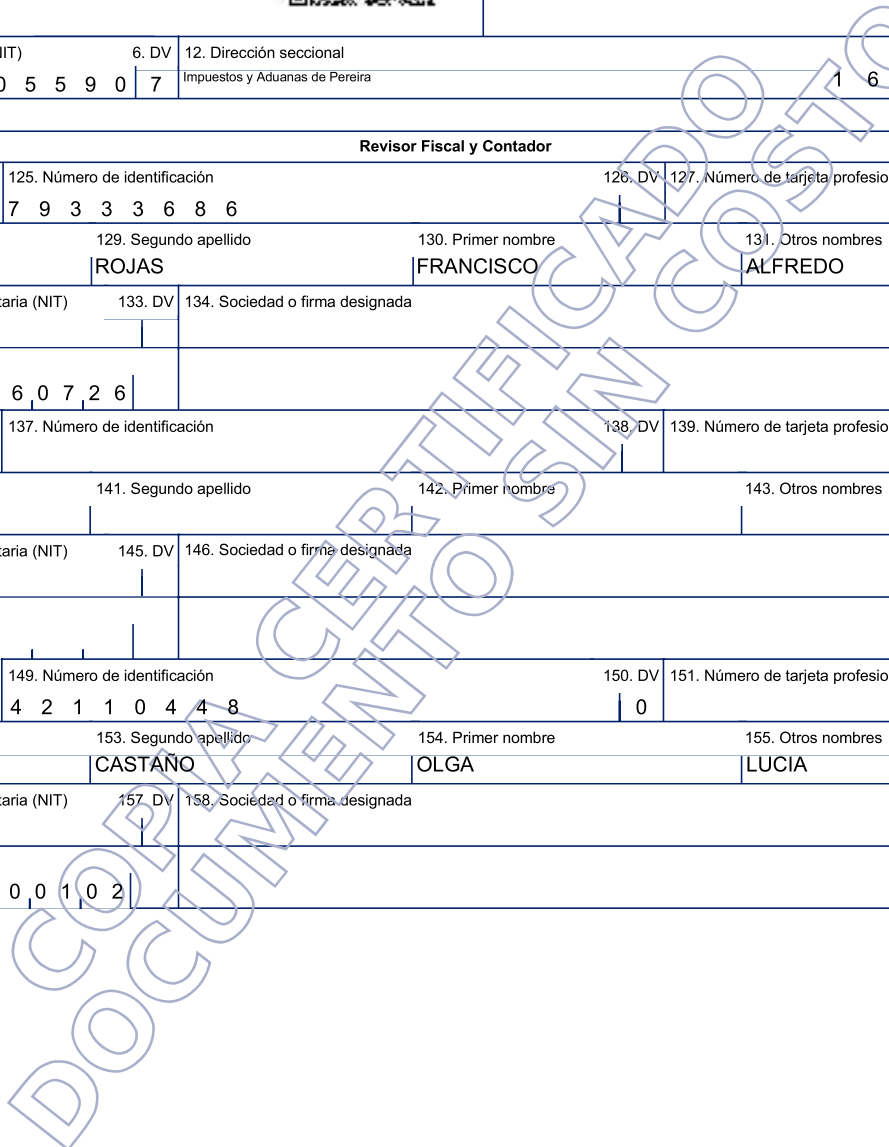 IT) 6. DV 12. Dirección seccional
0 5 5 9 0 7 Impuestos y Aduanas de Pereira 1 6
Revisor Fiscal y Contador
125. Número de identificación 126. DV 127. Número de tarjeta profesio
7 9 3 3 3 6 8 6
129. Segundo apellido 130. Primer nombre 131. Otros nombres
ROJAS FRANCISCO ALFREDO
taria (NIT) 133. DV 134. Sociedad o firma designada
6 0 7 2 6
137. Número de identificación 138. DV 139. Número de tarjeta profesio
141. Segundo apellido 142. Primer nombre 143. Otros nombres
taria (NIT) 145. DV 146. Sociedad o firma designada
149. Número de identificación 150. DV 151. Número de tarjeta profesio
4 2 1 1 0 4 4 8 0
153. Segundo apellido 154. Primer nombre 155. Otros nombres
CASTAÑO OLGA LUCIA
taria (NIT) 157. DV 158. Sociedad o firma designada
0 0 1 0 2
COPIA CERTIFICADO
DOCUMENTO SIN COSTO